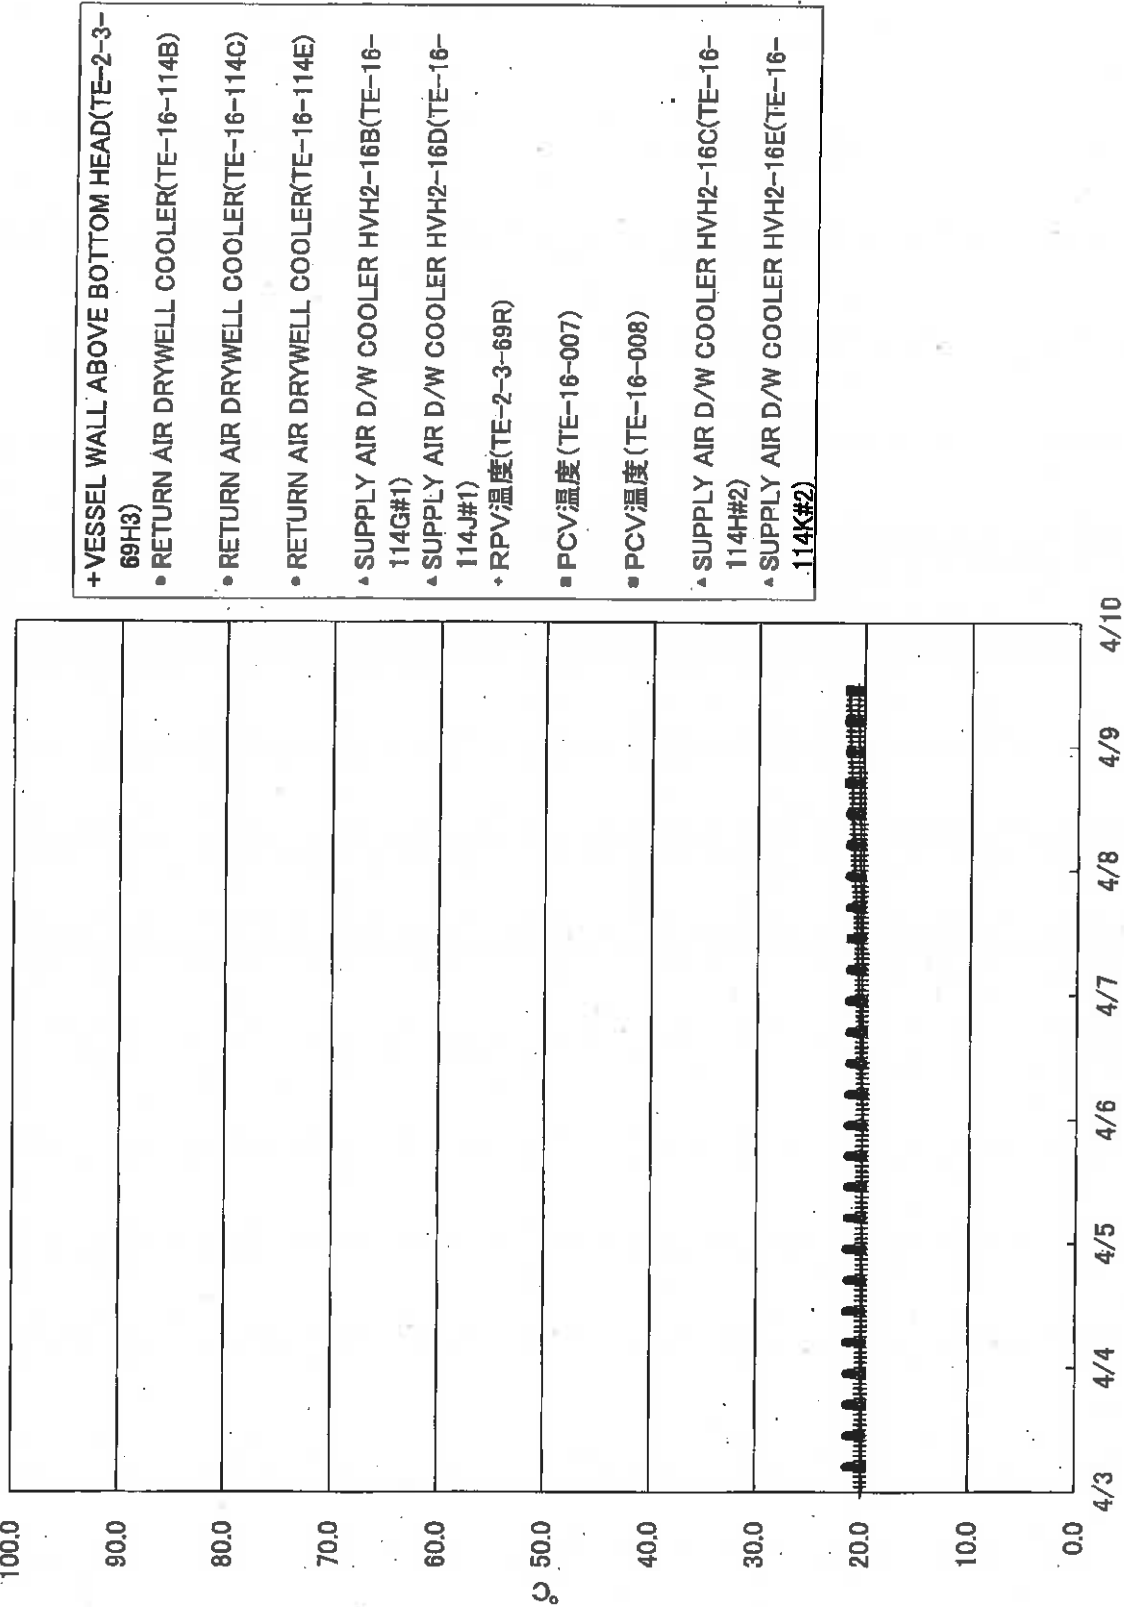 100.0
90.0
80.0
70.0
60.0
50.0
40.0
30.0
20.0
10.0
0.0
℃
4/3
4/4
4/5
4/6
4/7
4/8
4/9
4/10
+VESSEL WALL ABOVE BOTTOM HEAD(TE-2-3-
69H3)
●RETURN AIR DRYWELL COOLER(TE-16-114B)
●RETURN AIR DRYWELL COOLER(TE-16-114C)
●RETURN AIR DRYWELL COOLER(TE-16-114E)
▲SUPPLY AIR D/W COOLER HVH2-16B(TE-16-
114G#1)
▲SUPPLY AIR D/W COOLER HVH2-16D(TE-16-
114J#1)
+RPV温度(TE-2-3-69R)
■PCV温度(TE-16-007)
■PCV温度(TE-16-008)
▲SUPPLY AIR D/W COOLER HVH2-16C(TE-16-
114H#2)
▲SUPPLY AIR D/W COOLER HVH2-16E(TE-16-
114K#2)